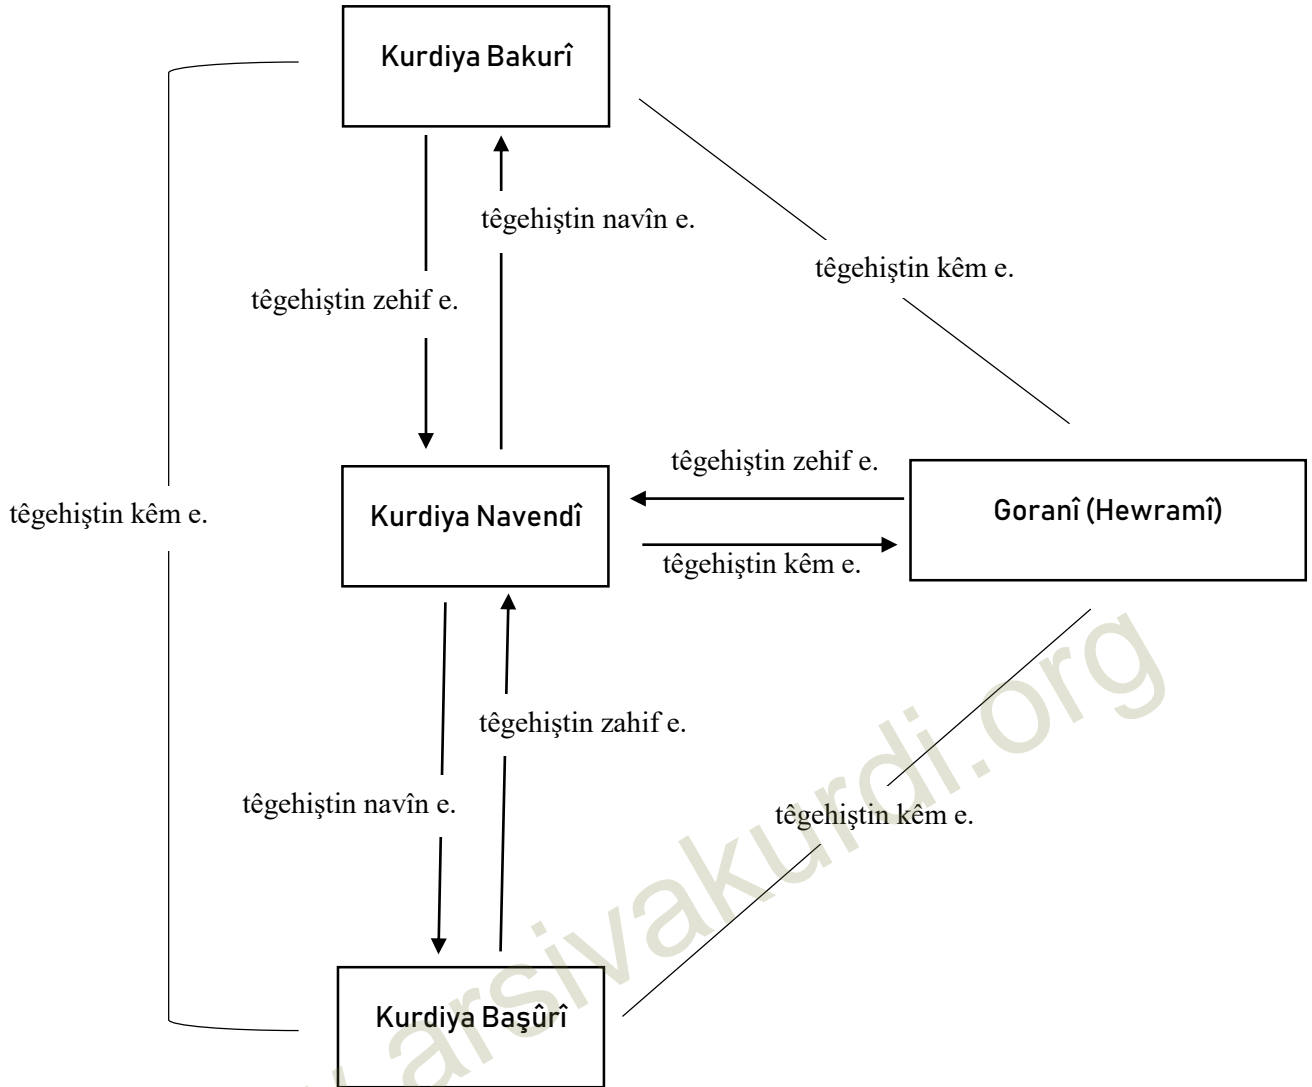 Kurdiya Bakurî
têgehiştin navîn e.
têgehiştin kêm e.
têgehiştin zehif e.
têgehiştin zehif e.
têgehiştin kêm e.
Kurdiya Navendî
Goranî (Hewramî)
têgehiştin kêm e.
têgehiştin zahif e.
têgehiştin navîn e.
têgehiştin kêm e.
Kurdiya Başûrî
arsivakurdi.org